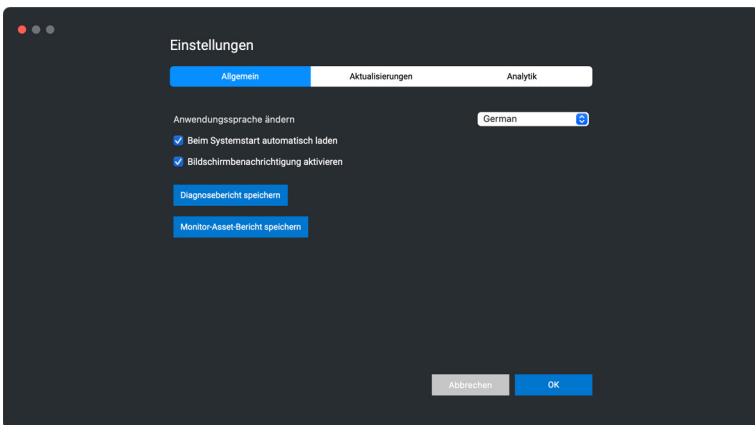 Einstellungen
Allgemein Aktualisierungen Analytik
Anwendungssprache ändern German
Beim Systemstart automatisch laden
Bildschirmbenachrichtigung aktivieren
Diagnosebericht speichern
Monitor-Asset-Bericht speichern
Abbrechen OK